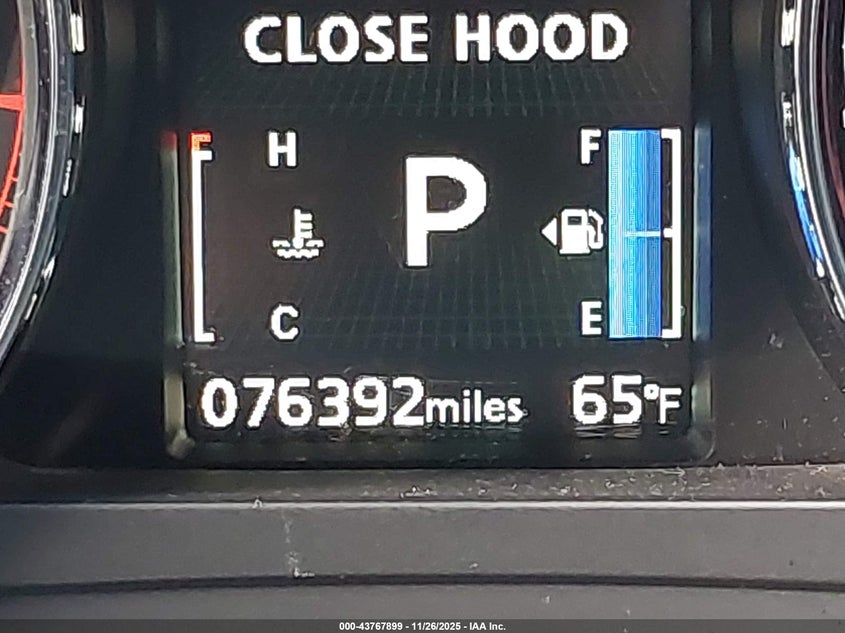 CLOSE HOOD
H F
P
C E
076392miles 65°F
000-43767899 - 11/26/2025 - IAA Inc.